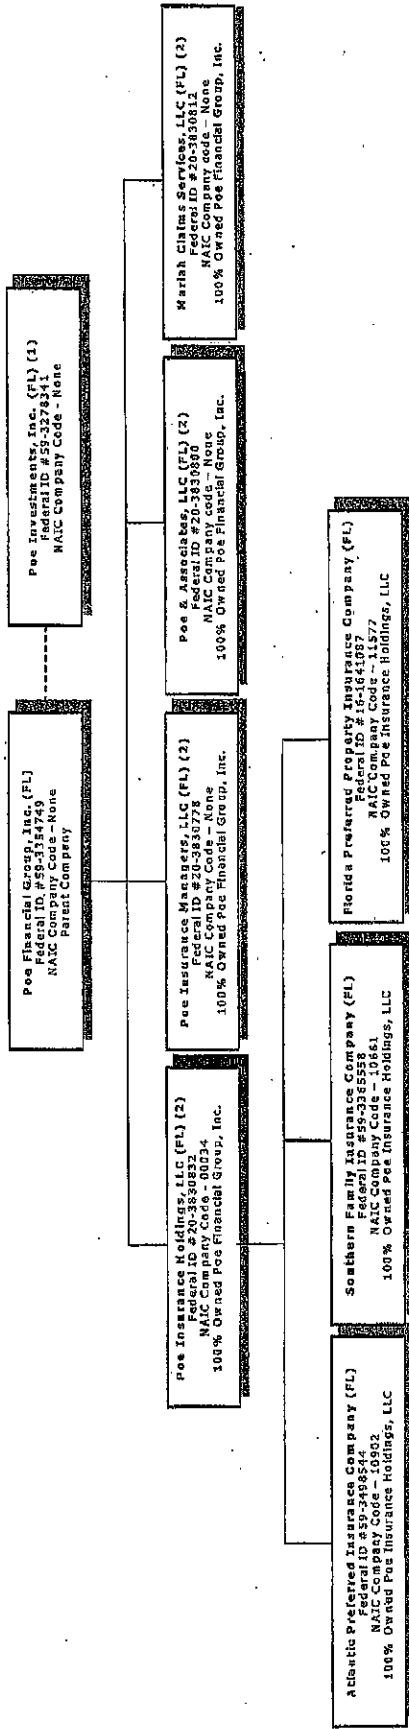 Poe Financial Group, Inc. (FL)
Federal ID. #59-3354749
NAIC Company Code - None
Parent Company
Poe Investments, Inc. (FL) (1)
Federal ID #59-3278341
NAIC Company Code - None
Poe Insurance Holdings, LLC (FL) (2)
Federal ID #20-3830832
NAIC Company Code - 00034
100% Owned Poe Financial Group, Inc.
Poe Insurance Managers, LLC (FL) (2)
Federal ID #20-3830778
NAIC Company Code - None
100% Owned Poe Financial Group, Inc.
Poe & Associates, LLC (FL) (2)
Federal ID #20-3830800
NAIC Company code - None
100% Owned Poe Financial Group, Inc.
Mariah Claims Services, LLC (FL) (2)
Federal ID #20-3830812
NAIC Company code - None
100% Owned Poe Financial Group, Inc.
Atlantic Preferred Insurance Company (FL)
Federal ID #59-3498544
NAIC Company Code - 10902
100% Owned Poe Insurance Holdings, LLC
Southern Family Insurance Company (FL)
Federal ID #59-3365558
NAIC Company Code - 10661
100% Owned Poe Insurance Holdings, LLC
Florida Preferred Property Insurance Company (FL)
Federal ID # 16-1641087
NAIC Company Code - 11577
100% Owned Poe Insurance Holdings, LLC